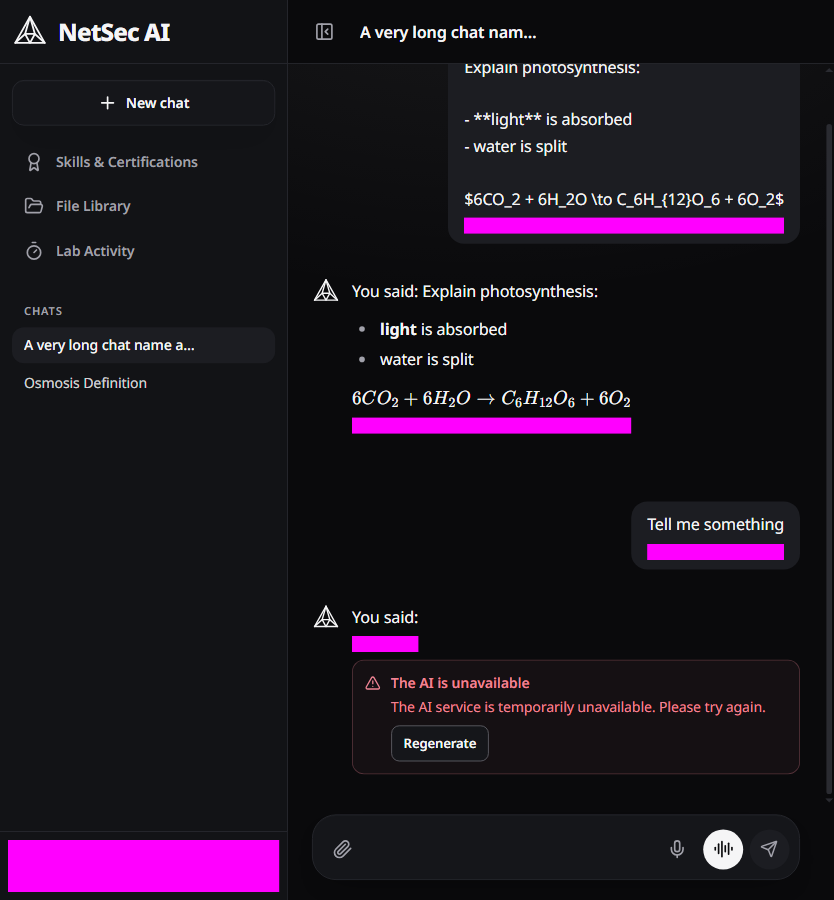 NetSec AI
A very long chat nam...
New chat
Skills & Certifications
File Library
Lab Activity
CHATS
A very long chat name a...
Osmosis Definition
Explain photosynthesis:
- **light** is absorbed
- water is split
$6CO_2 + 6H_2O \to C_6H_{12}O_6 + 6O_2$
You said: Explain photosynthesis:
• light is absorbed
• water is split
6CO₂ + 6H₂O → C₆H₁₂O₆ + 6O₂
Tell me something
You said:
The AI is unavailable
The AI service is temporarily unavailable. Please try again.
Regenerate